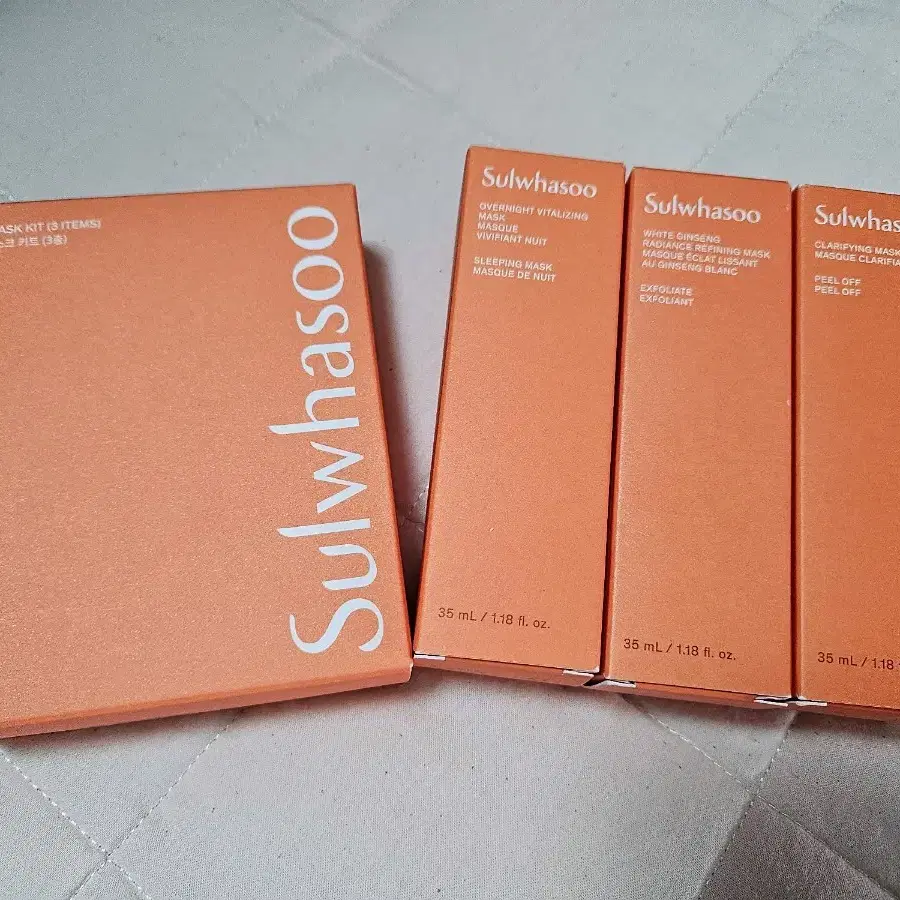 ASK KIT (3 ITEMS)
스크 키트 (3종)
Sulwhasoo
Sulwhasoo
OVERNIGHT VITALIZING
MASK
MASQUE
VIVIFIANT NUIT
SLEEPING MASK
MASQUE DE NUIT
35 mL / 1.18 fl. oz.
Sulwhasoo
WHITE GINSENG
RADIANCE REFINING MASK
MASQUE ÉCLAT LISSANT
AU GINSENG BLANC
EXFOLIATE
EXFOLIANT
35 mL / 1.18 fl. oz.
Sulwhas
CLARIFYING MASK
MASQUE CLARIFIA
PEEL OFF
PEEL OFF
35 mL / 1.18